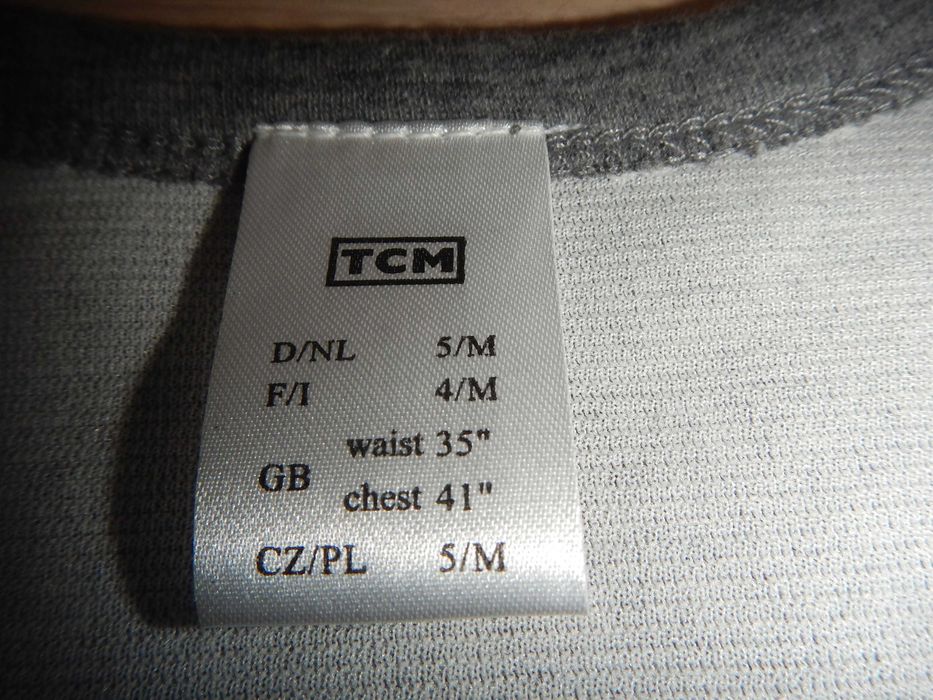 TCM
D/NL 5/M
F/I 4/M
waist 35"
GB
chest 41"
CZ/PL 5/M